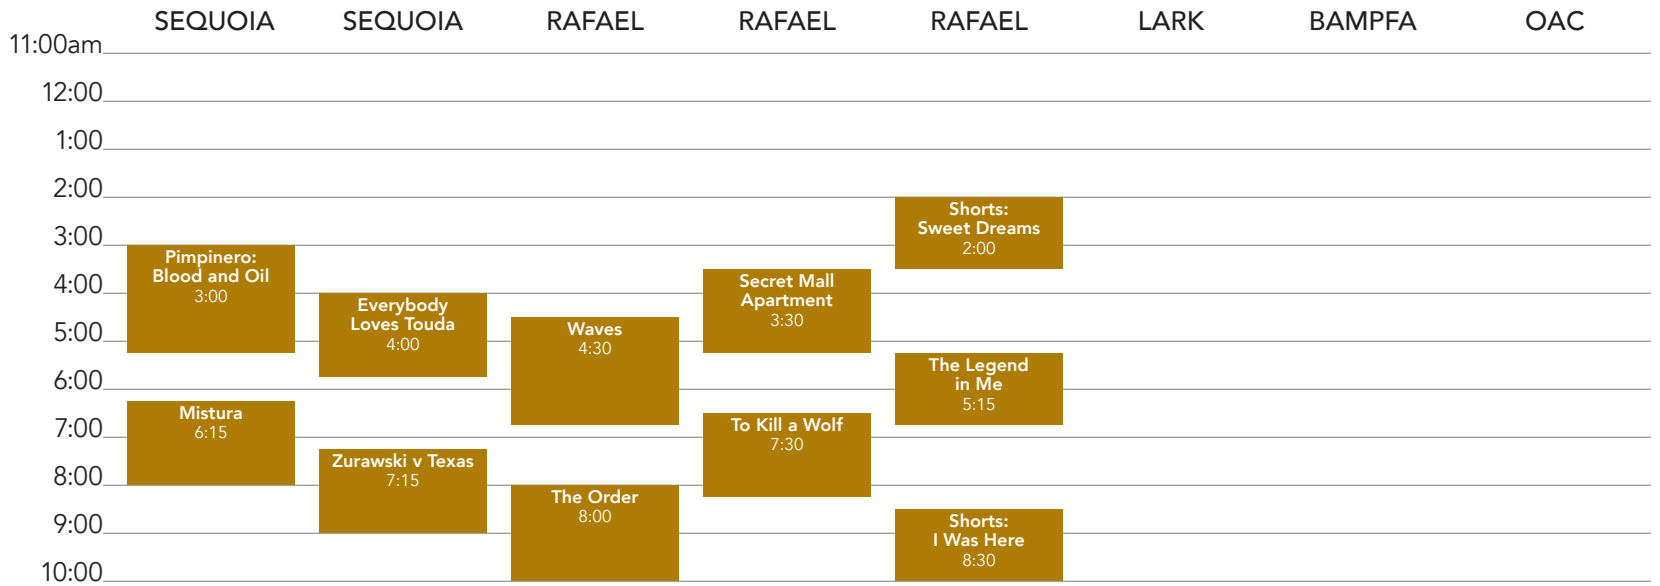 SEQUOIA SEQUOIA RAFAEL RAFAEL RAFAEL LARK BAMPFA OAC
11:00am
12:00
1:00
2:00
3:00
4:00
5:00
6:00
7:00
8:00
9:00
10:00
Pimpinero:
Blood and Oil
3:00
Mistura
6:15
Everybody
Loves Touda
4:00
Zurawski v Texas
7:15
Waves
4:30
The Order
8:00
Secret Mall
Apartment
3:30
To Kill a Wolf
7:30
Shorts:
Sweet Dreams
2:00
The Legend
in Me
5:15
Shorts:
I Was Here
8:30